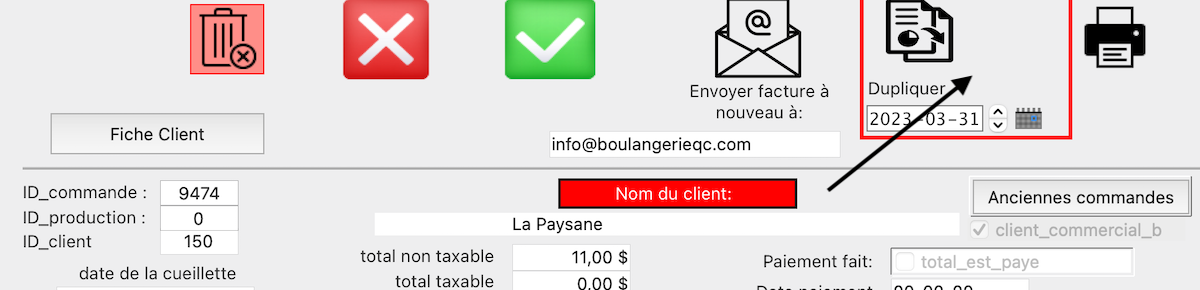 @
Envoyer facture à
nouveau à:
Dupliquer
2023-03-31
Fiche Client
info@boulangerieqc.com
ID_commande : 9474
ID_production : 0
ID_client 150
Nom du client:
La Paysane
Anciennes commandes
client_commercial_b
date de la cueillette
total non taxable 11,00 $
total taxable 0,00 $
Paiement fait: total_est_paye